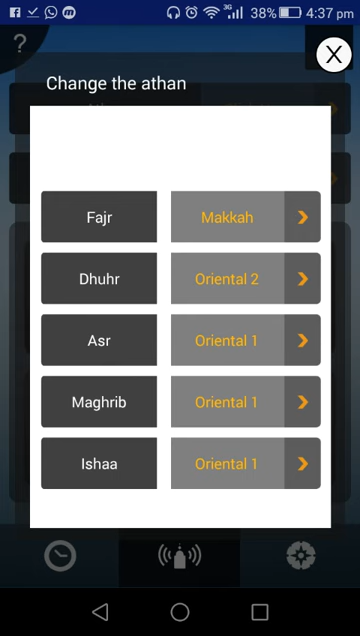 3G 38% 4:37 pm
?
X
Change the athan
Fajr Makkah
Dhuhr Oriental 2
Asr Oriental 1
Maghrib Oriental 1
Ishaa Oriental 1